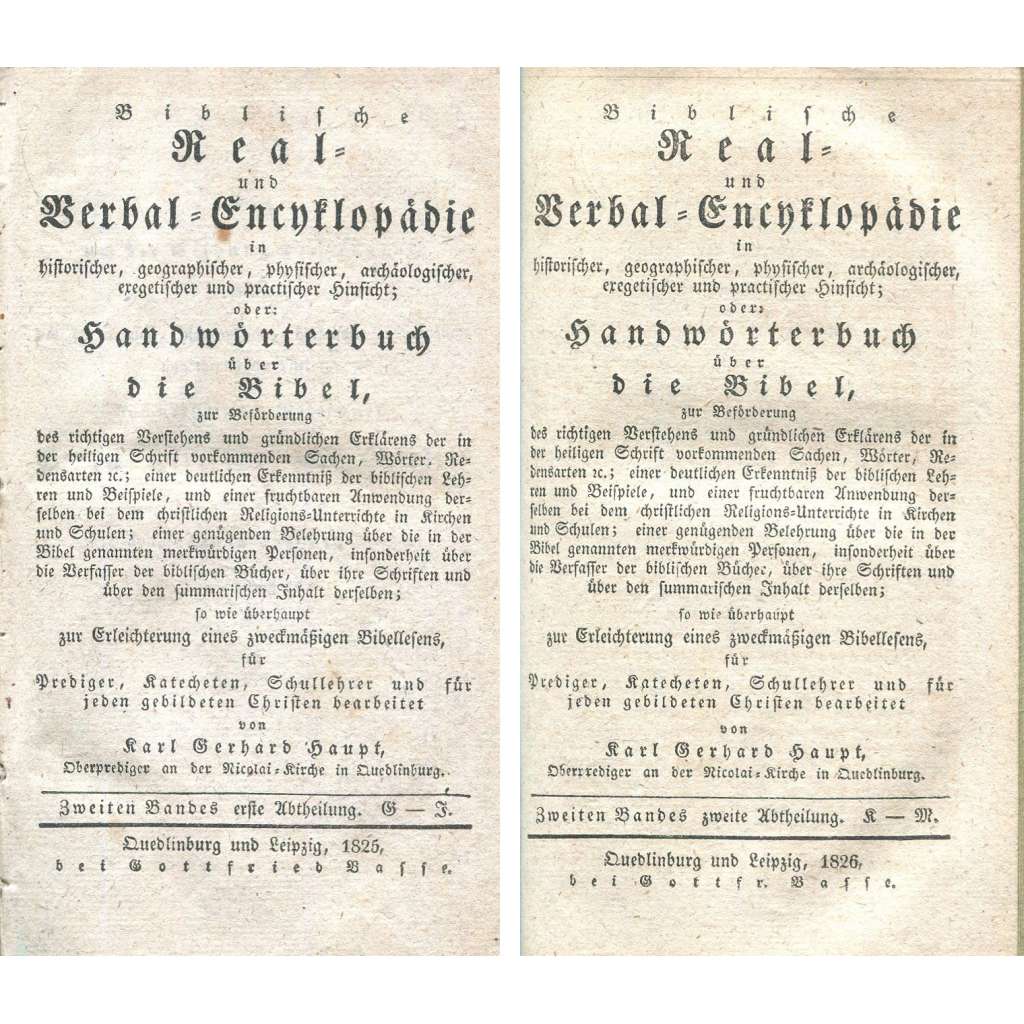 Biblische
Real-
und
Verbal-Encyklopädie
in
historischer, geographischer, physischer, archäologischer,
exegetischer und practischer Hinsicht;
oder:
Handwörterbuch
über
die Bibel,
zur Beförderung
des richtigen Verstehens und gründlichen Erklärens der in
der heiligen Schrift vorkommenden Sachen, Wörter, Re-
densarten ꝛc.; einer deutlichen Erkenntniß der biblischen Leh-
ren und Beispiele, und einer fruchtbaren Anwendung der-
selben bei dem christlichen Religions-Unterrichte in Kirchen
und Schulen; einer genügenden Belehrung über die in der
Bibel genannten merkwürdigen Personen, insonderheit über
die Verfasser der biblischen Bücher, über ihre Schriften und
über den summarischen Inhalt derselben;
so wie überhaupt
zur Erleichterung eines zweckmäßigen Bibellesens,
für
Prediger, Katecheten, Schullehrer und für
jeden gebildeten Christen bearbeitet
von
Karl Gerhard Haupt,
Oberprediger an der Nicolai-Kirche in Quedlinburg.
Zweiten Bandes erste Abtheilung. G — J.
Quedlinburg und Leipzig, 1825,
bei Gottfried Basse.
Biblische
Real-
und
Verbal-Encyklopädie
in
historischer, geographischer, physischer, archäologischer,
exegetischer und practischer Hinsicht;
oder:
Handwörterbuch
über
die Bibel,
zur Beförderung
des richtigen Verstehens und gründlichen Erklärens der in
der heiligen Schrift vorkommenden Sachen, Wörter, Re-
densarten ꝛc.; einer deutlichen Erkenntniß der biblischen Leh-
ren und Beispiele, und einer fruchtbaren Anwendung der-
selben bei dem christlichen Religions-Unterrichte in Kirchen
und Schulen; einer genügenden Belehrung über die in der
Bibel genannten merkwürdigen Personen, insonderheit über
die Verfasser der biblischen Bücher, über ihre Schriften und
über den summarischen Inhalt derselben;
so wie überhaupt
zur Erleichterung eines zweckmäßigen Bibellesens,
für
Prediger, Katecheten, Schullehrer und für
jeden gebildeten Christen bearbeitet
von
Karl Gerhard Haupt,
Oberprediger an der Nicolai-Kirche in Quedlinburg.
Zweiten Bandes zweite Abtheilung. K — M.
Quedlinburg und Leipzig, 1826,
bei Gottfr. Basse.